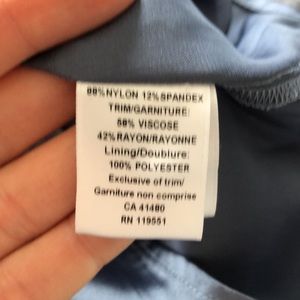 88%NYLON 12%SPANDEX
TRIM/GARNITURE:
58% VISCOSE
42%RAYON/RAYONNE
Lining/Doublure:
100% POLYESTER
Exclusive of trim/
Garniture non comprise
CA 41480
RN 119551